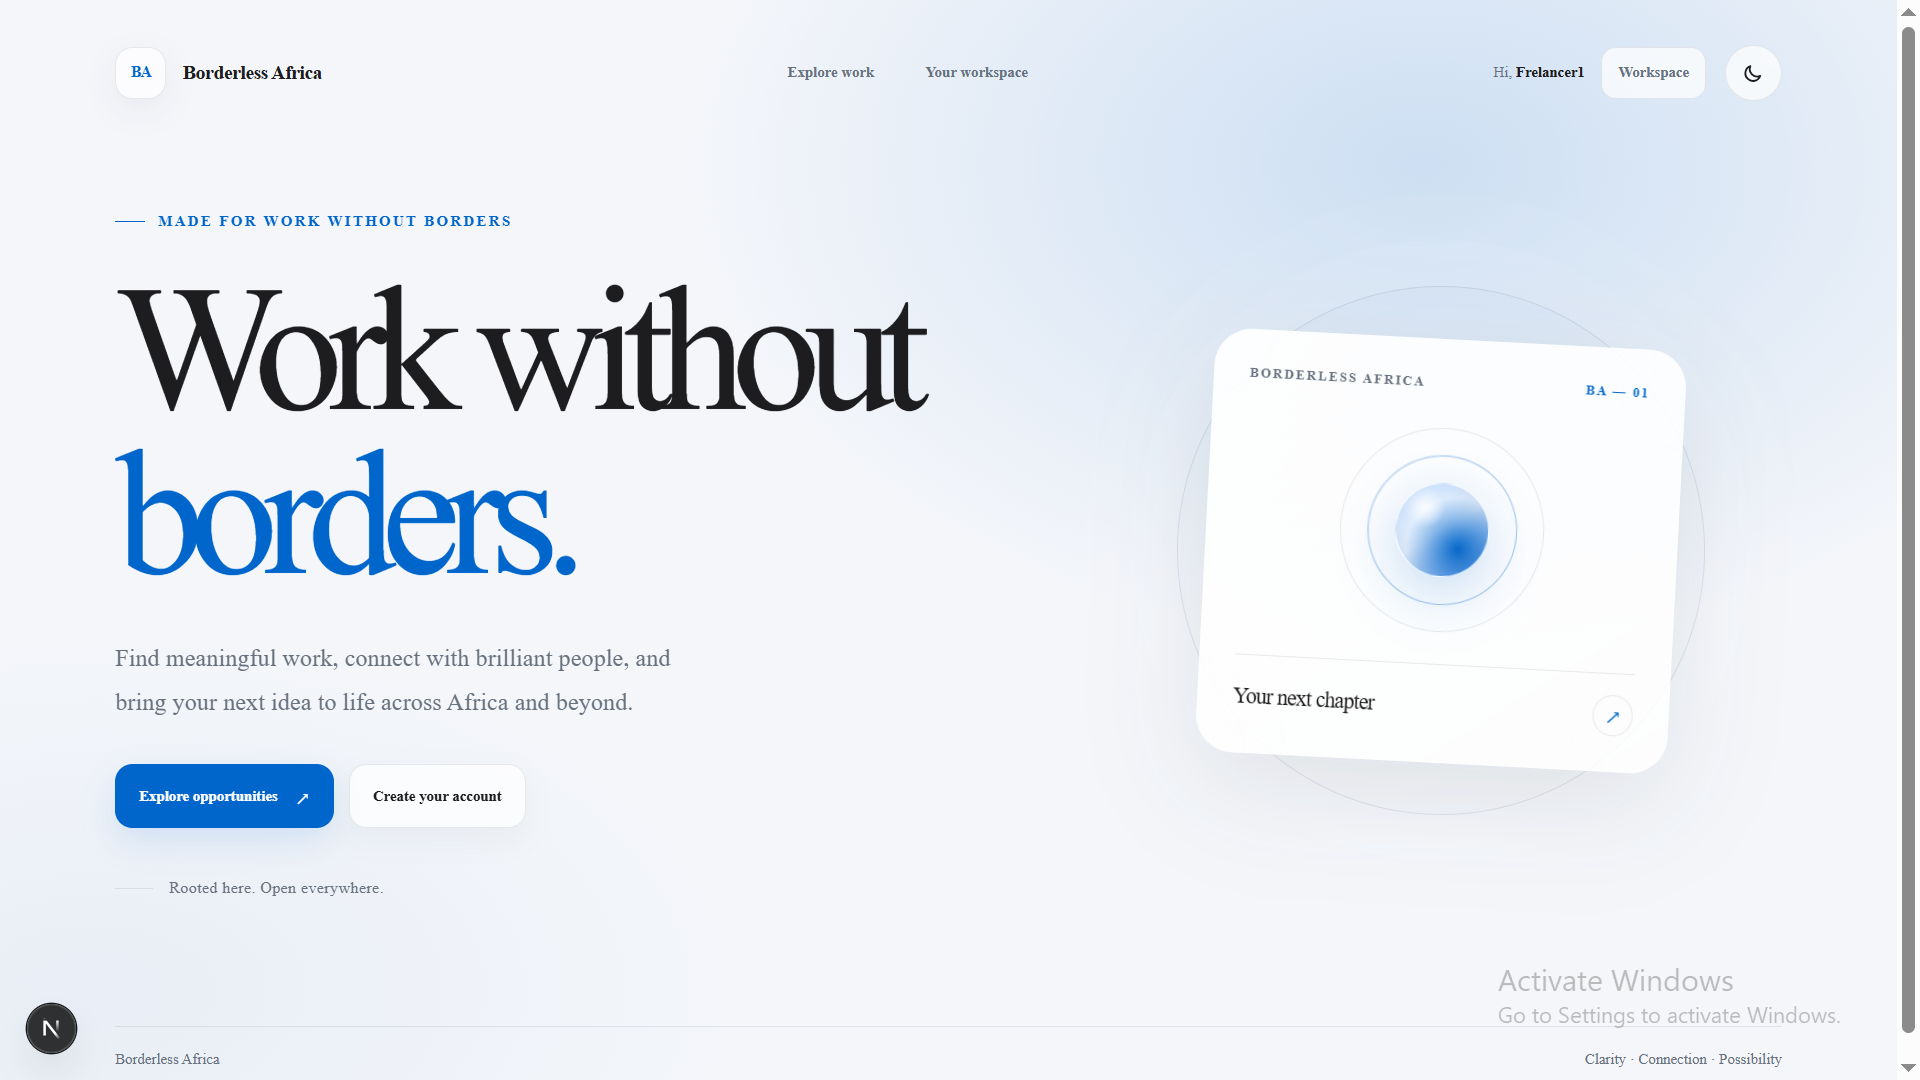 BA
Borderless Africa
Explore work
Your workspace
Hi, Frelancer1
Workspace
MADE FOR WORK WITHOUT BORDERS
Work without
borders.
Find meaningful work, connect with brilliant people, and
bring your next idea to life across Africa and beyond.
Explore opportunities ↗
Create your account
Rooted here. Open everywhere.
BORDERLESS AFRICA
BA — 01
Your next chapter
↗
Activate Windows
Go to Settings to activate Windows.
N
Borderless Africa
Clarity · Connection · Possibility